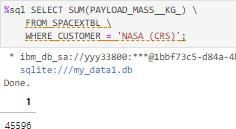 %sql SELECT SUM(PAYLOAD_MASS__KG_) \
FROM SPACEXTBL \
WHERE CUSTOMER = 'NASA (CRS)';
* ibm_db_sa://yyy33800:***@1bbf73c5-d84a-4
sqlite:///my_data1.db
Done.
1
45596